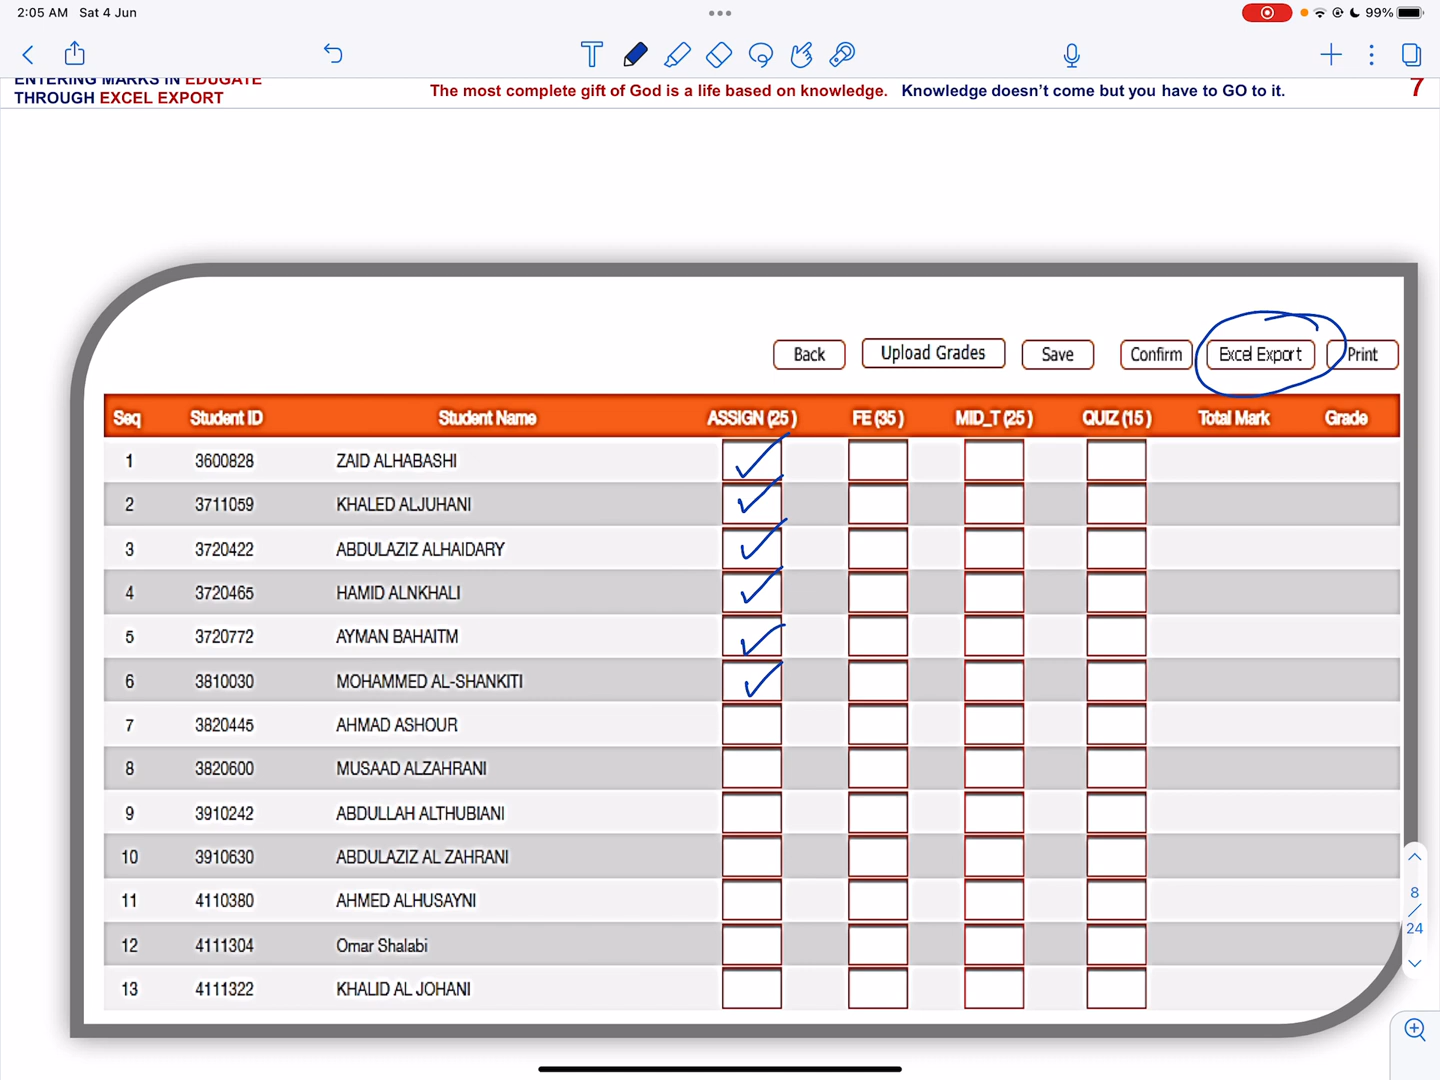 2:05 AM Sat 4 Jun
99%
ENTERING MARKS IN EDUGATE
THROUGH EXCEL EXPORT
The most complete gift of God is a life based on knowledge. Knowledge doesn't come but you have to GO to it.
7
Back Upload Grades Save Confirm Excel Export Print
Seq Student ID Student Name ASSIGN (25 ) FE (35 ) MID_T (25 ) QUIZ (15 ) Total Mark Grade
1 3600828 ZAID ALHABASHI
2 3711059 KHALED ALJUHANI
3 3720422 ABDULAZIZ ALHAIDARY
4 3720465 HAMID ALNKHALI
5 3720772 AYMAN BAHAITM
6 3810030 MOHAMMED AL-SHANKITI
7 3820445 AHMAD ASHOUR
8 3820600 MUSAAD ALZAHRANI
9 3910242 ABDULLAH ALTHUBIANI
10 3910630 ABDULAZIZ AL ZAHRANI
11 4110380 AHMED ALHUSAYNI
12 4111304 Omar Shalabi
13 4111322 KHALID AL JOHANI
8
/
24